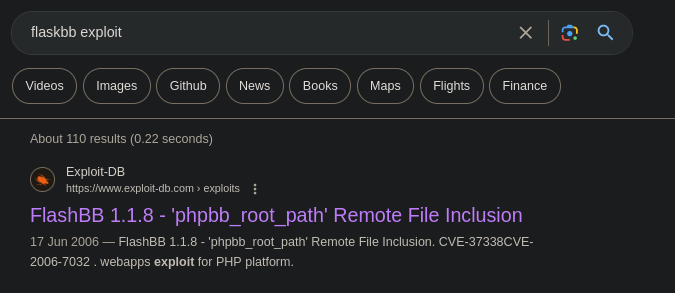 flaskbb exploit
Videos Images Github News Books Maps Flights Finance
About 110 results (0.22 seconds)
Exploit-DB
https://www.exploit-db.com › exploits
FlashBB 1.1.8 - 'phpbb_root_path' Remote File Inclusion
17 Jun 2006 — FlashBB 1.1.8 - 'phpbb_root_path' Remote File Inclusion. CVE-37338CVE-
2006-7032 . webapps exploit for PHP platform.